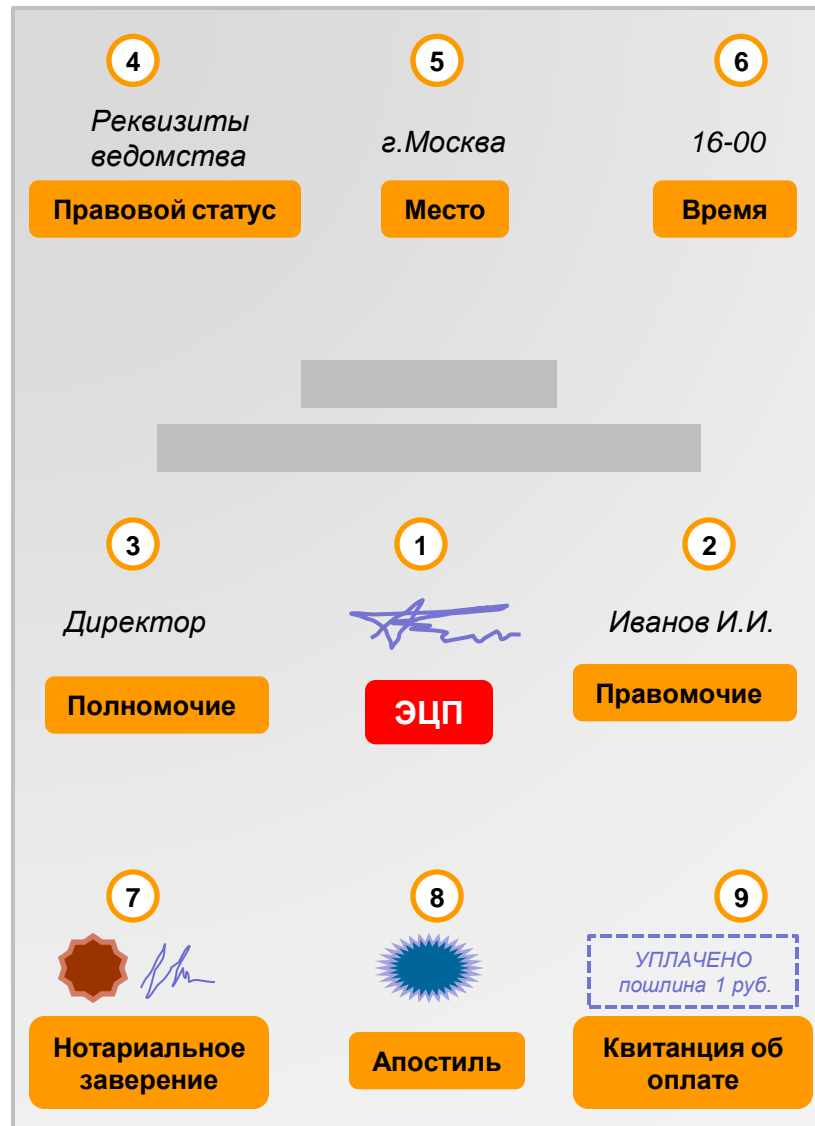 4 5 6
Реквизиты
ведомства
г.Москва
16-00
Правовой статус
Место
Время
3 1 2
Директор
Иванов И.И.
Полномочие
ЭЦП
Правомочие
7 8 9
УПЛАЧЕНО
пошлина 1 руб.
Нотариальное
заверение
Апостиль
Квитанция об
оплате